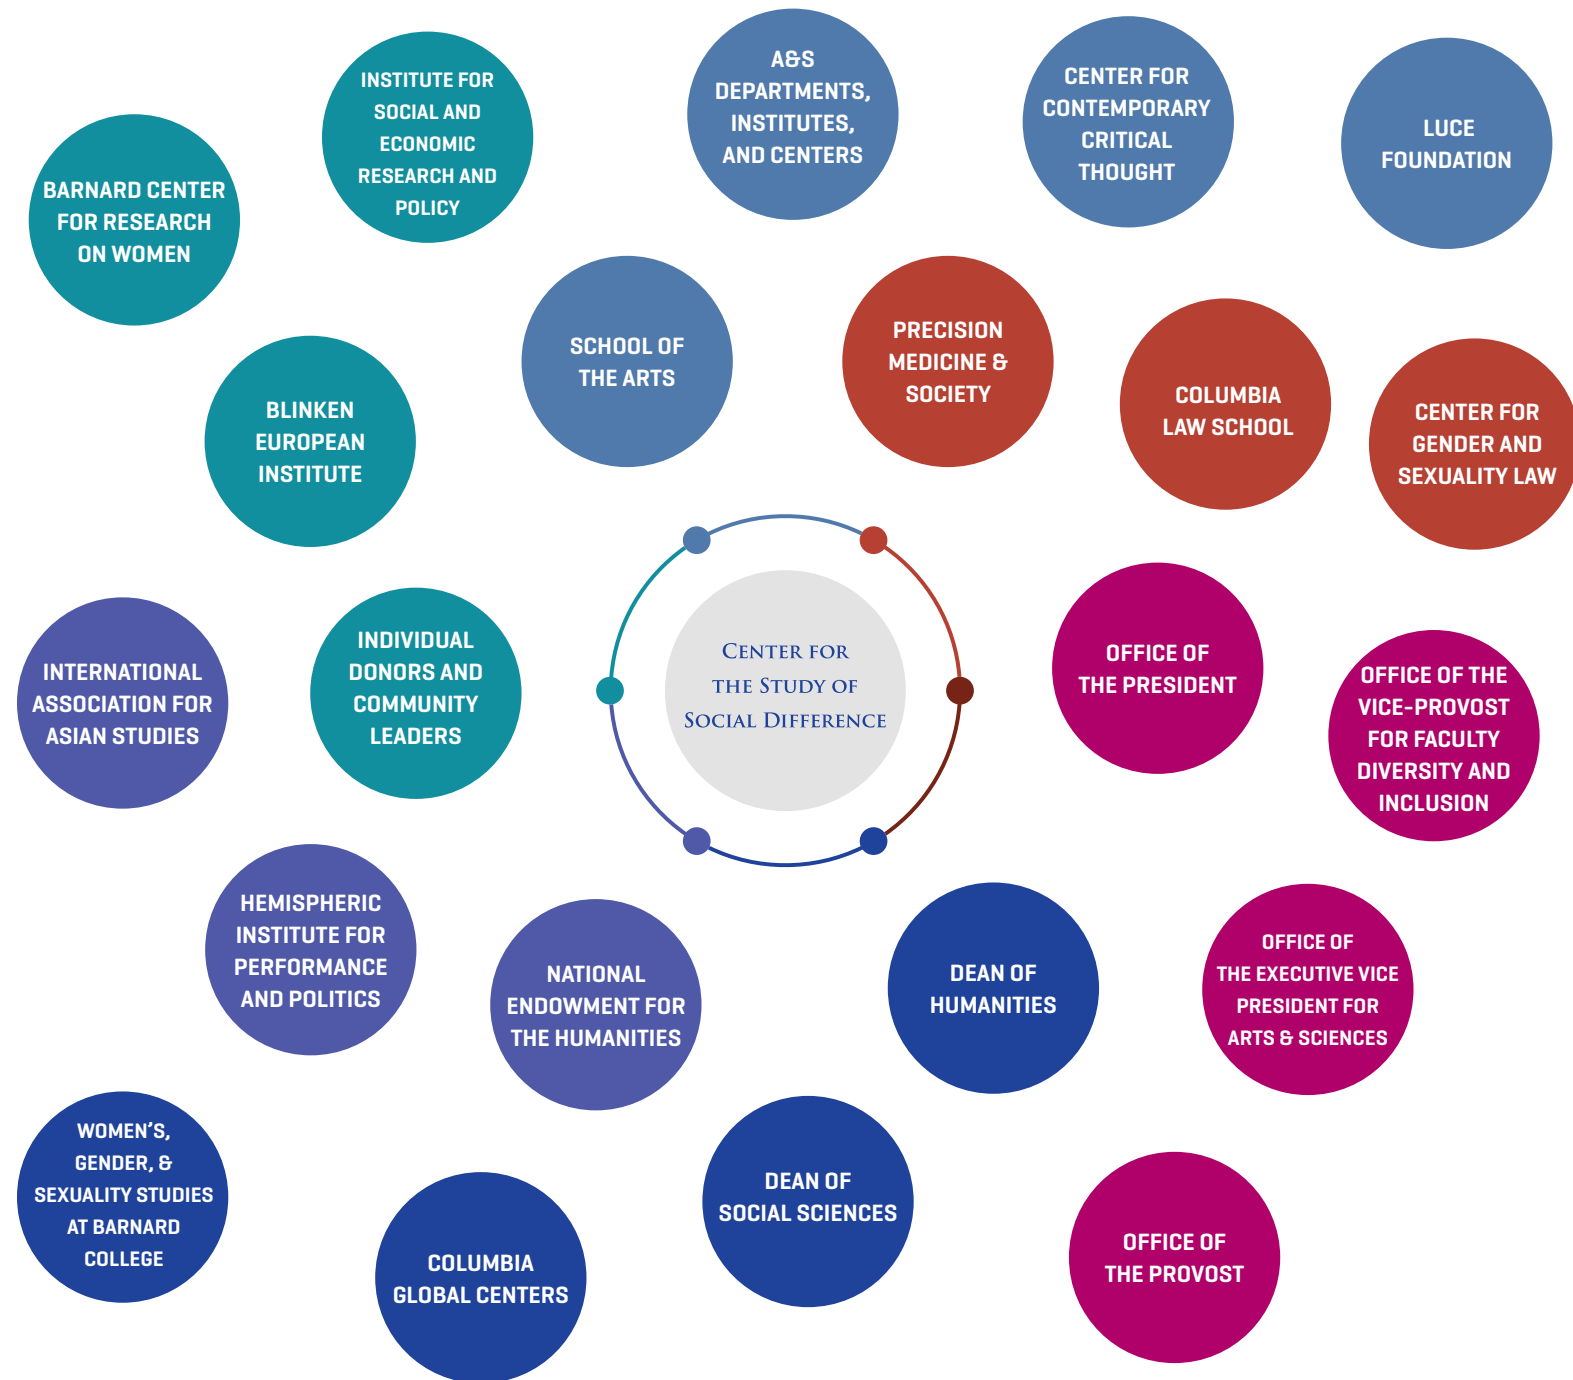 INSTITUTE FOR
SOCIAL AND
ECONOMIC
RESEARCH AND
POLICY
A&S
DEPARTMENTS,
INSTITUTES,
AND CENTERS
CENTER FOR
CONTEMPORARY
CRITICAL
THOUGHT
LUCE
FOUNDATION
BARNARD CENTER
FOR RESEARCH
ON WOMEN
SCHOOL OF
THE ARTS
PRECISION
MEDICINE &
SOCIETY
COLUMBIA
LAW SCHOOL
CENTER FOR
GENDER AND
SEXUALITY LAW
BLINKEN
EUROPEAN
INSTITUTE
INTERNATIONAL
ASSOCIATION FOR
ASIAN STUDIES
INDIVIDUAL
DONORS AND
COMMUNITY
LEADERS
Center for
the Study of
Social Difference
OFFICE OF
THE PRESIDENT
OFFICE OF THE
VICE-PROVOST
FOR FACULTY
DIVERSITY AND
INCLUSION
HEMISPHERIC
INSTITUTE FOR
PERFORMANCE
AND POLITICS
NATIONAL
ENDOWMENT FOR
THE HUMANITIES
DEAN OF
HUMANITIES
OFFICE OF
THE EXECUTIVE VICE
PRESIDENT FOR
ARTS & SCIENCES
WOMEN'S,
GENDER, &
SEXUALITY STUDIES
AT BARNARD
COLLEGE
COLUMBIA
GLOBAL CENTERS
DEAN OF
SOCIAL SCIENCES
OFFICE OF
THE PROVOST